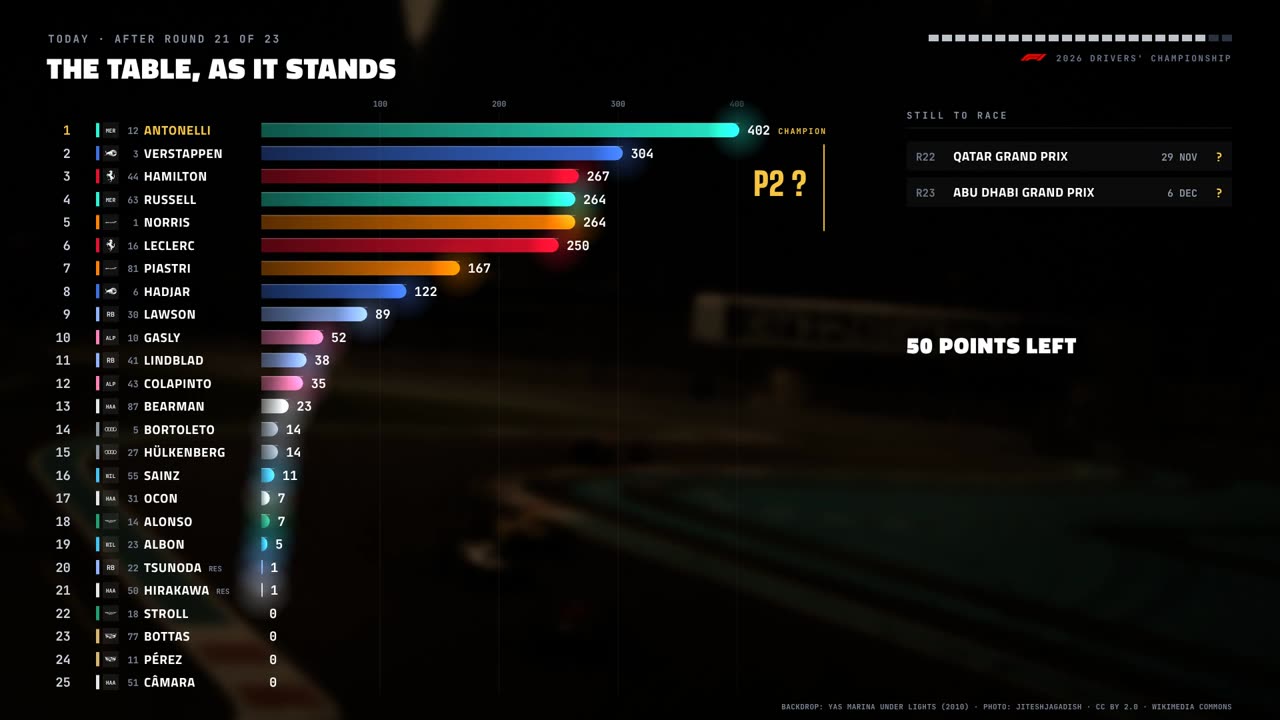 TODAY · AFTER ROUND 21 OF 23
THE TABLE, AS IT STANDS
2026 DRIVERS' CHAMPIONSHIP
100 200 300 400
1 MER 12 ANTONELLI 402 CHAMPION
2 3 VERSTAPPEN 304
3 44 HAMILTON 267
4 MER 63 RUSSELL 264
5 1 NORRIS 264
6 16 LECLERC 250
7 81 PIASTRI 167
8 6 HADJAR 122
9 RB 30 LAWSON 89
10 ALP 10 GASLY 52
11 RB 41 LINDBLAD 38
12 ALP 43 COLAPINTO 35
13 HAA 87 BEARMAN 23
14 5 BORTOLETO 14
15 27 HÜLKENBERG 14
16 WIL 55 SAINZ 11
17 HAA 31 OCON 7
18 14 ALONSO 7
19 WIL 23 ALBON 5
20 RB 22 TSUNODA RES 1
21 HAA 50 HIRAKAWA RES 1
22 18 STROLL 0
23 77 BOTTAS 0
24 11 PÉREZ 0
25 HAA 51 CÂMARA 0
P2 ?
STILL TO RACE
R22 QATAR GRAND PRIX 29 NOV ?
R23 ABU DHABI GRAND PRIX 6 DEC ?
50 POINTS LEFT
BACKDROP: YAS MARINA UNDER LIGHTS (2010) · PHOTO: JITESHJAGADISH · CC BY 2.0 · WIKIMEDIA COMMONS